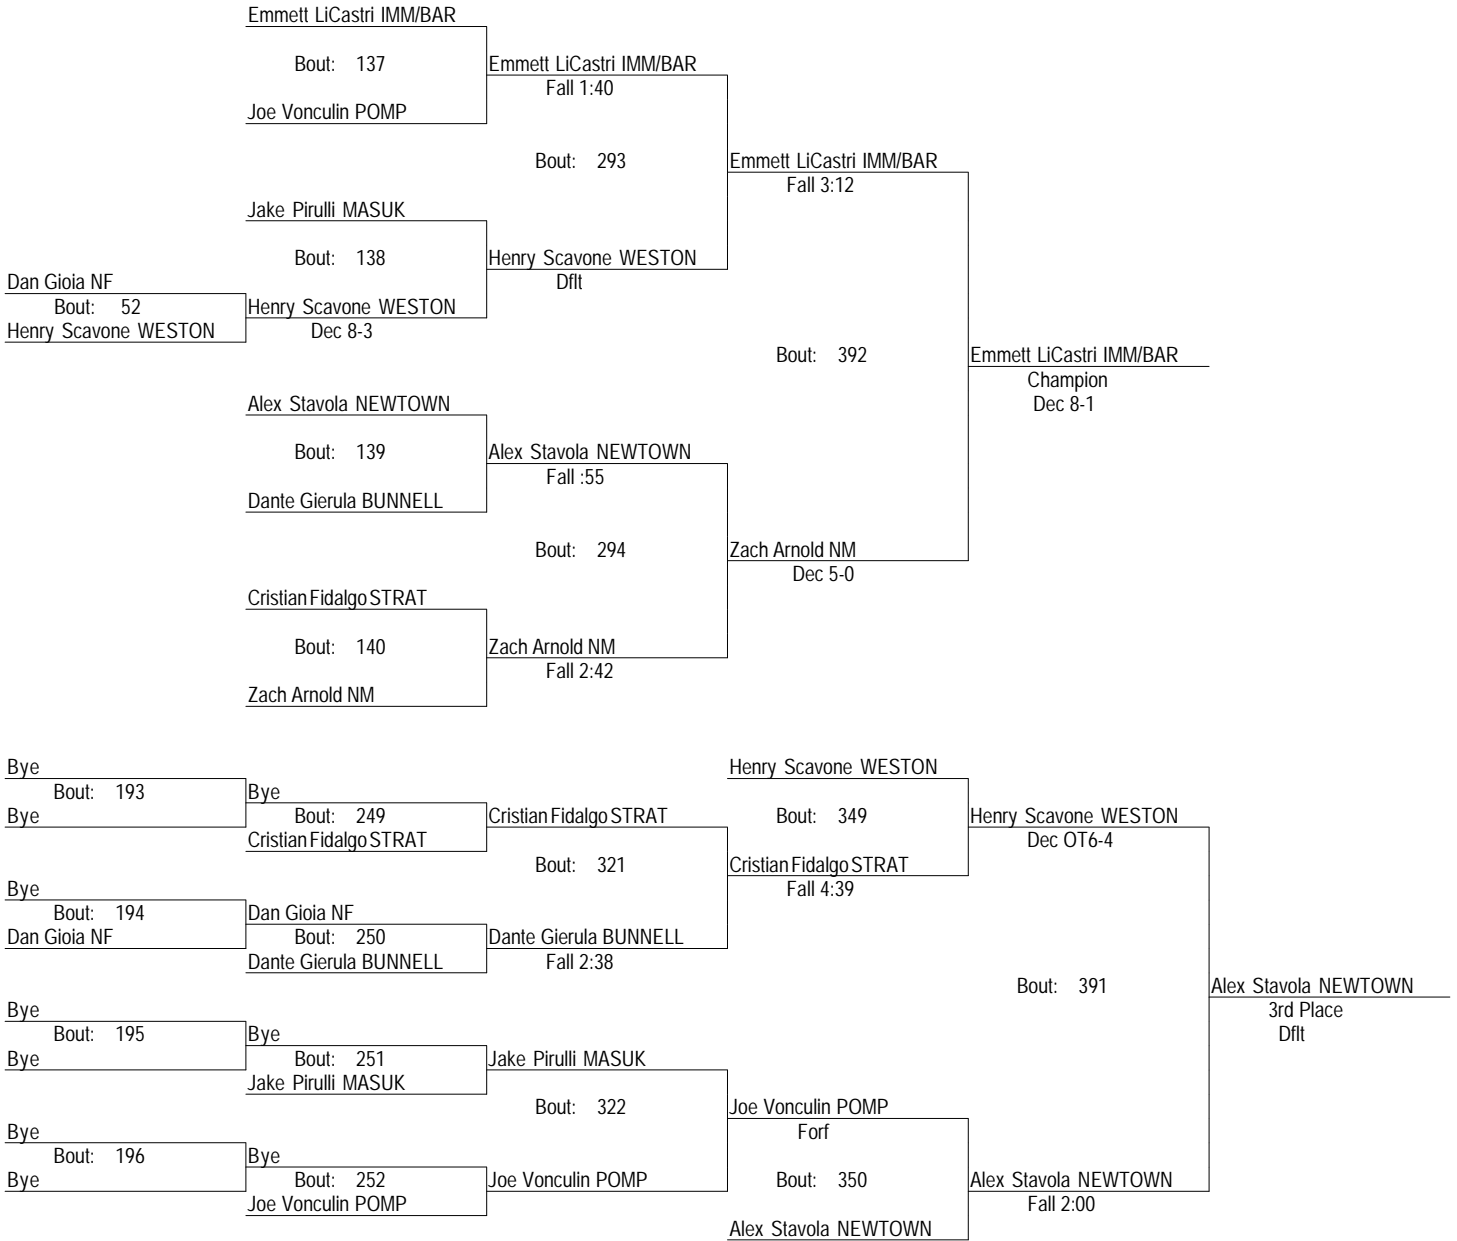 Emmett LiCastri IMM/BAR
Bout: 137
Emmett LiCastri IMM/BAR
Fall 1:40
Joe Vonculin POMP
Bout: 293
Emmett LiCastri IMM/BAR
Fall 3:12
Jake Pirulli MASUK
Bout: 138
Henry Scavone WESTON
Dflt
Dan Gioia NF
Bout: 52
Henry Scavone WESTON
Henry Scavone WESTON
Dec 8-3
Bout: 392
Emmett LiCastri IMM/BAR
Champion
Dec 8-1
Alex Stavola NEWTOWN
Bout: 139
Alex Stavola NEWTOWN
Fall :55
Dante Gierula BUNNELL
Bout: 294
Zach Arnold NM
Dec 5-0
Cristian Fidalgo STRAT
Bout: 140
Zach Arnold NM
Fall 2:42
Zach Arnold NM
Bye
Bout: 193
Bye
Bye
Bout: 249
Cristian Fidalgo STRAT
Cristian Fidalgo STRAT
Bout: 321
Henry Scavone WESTON
Bout: 349
Henry Scavone WESTON
Dec OT6-4
Cristian Fidalgo STRAT
Fall 4:39
Bye
Bout: 194
Dan Gioia NF
Dan Gioia NF
Bout: 250
Dante Gierula BUNNELL
Dante Gierula BUNNELL
Fall 2:38
Bout: 391
Alex Stavola NEWTOWN
3rd Place
Dflt
Bye
Bout: 195
Bye
Bye
Bout: 251
Jake Pirulli MASUK
Jake Pirulli MASUK
Bout: 322
Joe Vonculin POMP
Forf
Bye
Bout: 196
Bye
Bye
Bout: 252
Joe Vonculin POMP
Joe Vonculin POMP
Bout: 350
Alex Stavola NEWTOWN
Fall 2:00
Alex Stavola NEWTOWN